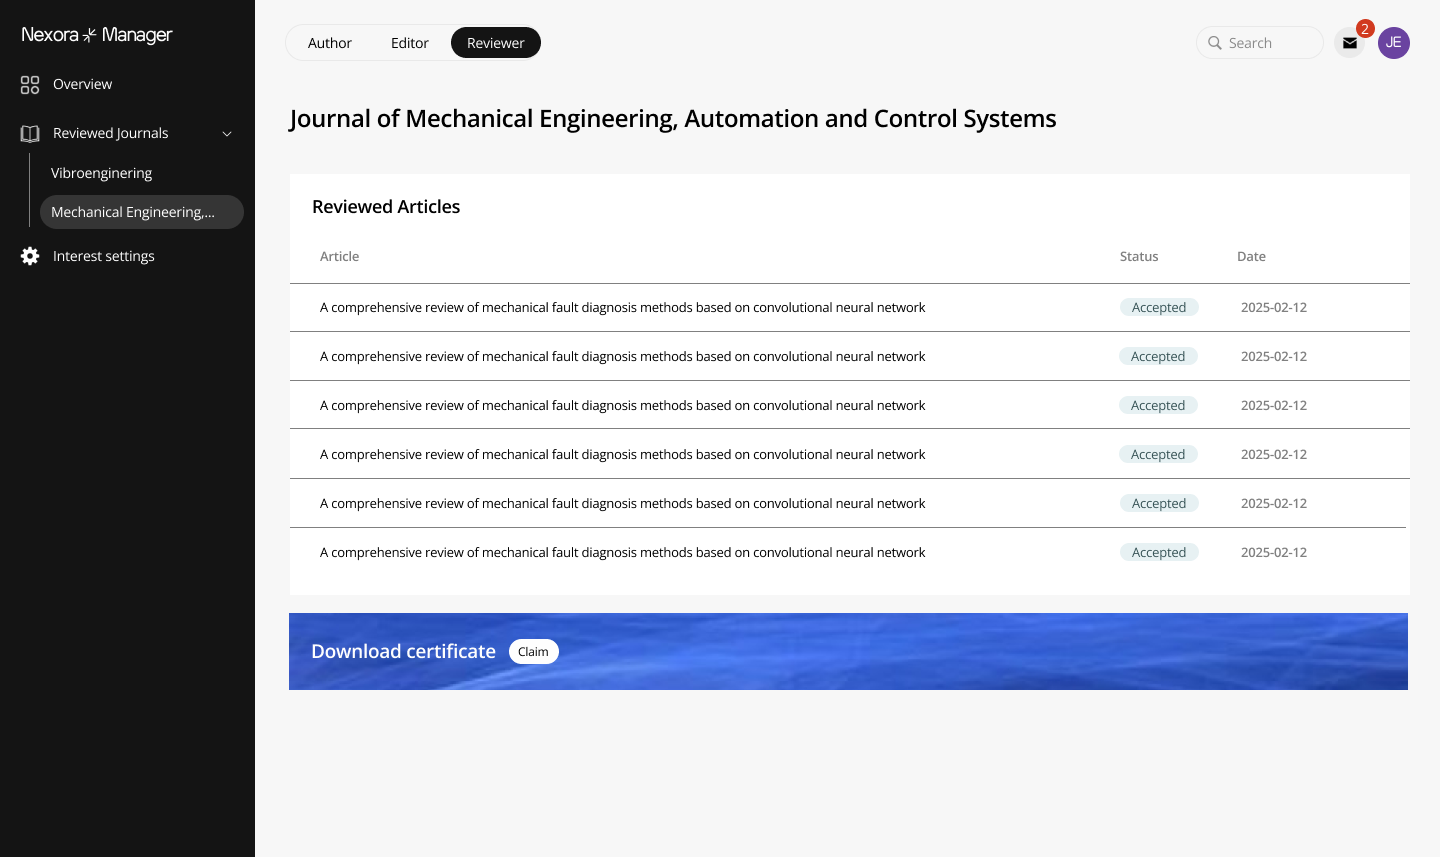 Nexora Manager
Overview
Reviewed Journals
Vibroenginering
Mechanical Engineering,...
Interest settings
Author Editor Reviewer
Search
2
JE
Journal of Mechanical Engineering, Automation and Control Systems
Reviewed Articles
Article Status Date
A comprehensive review of mechanical fault diagnosis methods based on convolutional neural network Accepted 2025-02-12
A comprehensive review of mechanical fault diagnosis methods based on convolutional neural network Accepted 2025-02-12
A comprehensive review of mechanical fault diagnosis methods based on convolutional neural network Accepted 2025-02-12
A comprehensive review of mechanical fault diagnosis methods based on convolutional neural network Accepted 2025-02-12
A comprehensive review of mechanical fault diagnosis methods based on convolutional neural network Accepted 2025-02-12
A comprehensive review of mechanical fault diagnosis methods based on convolutional neural network Accepted 2025-02-12
Download certificate Claim